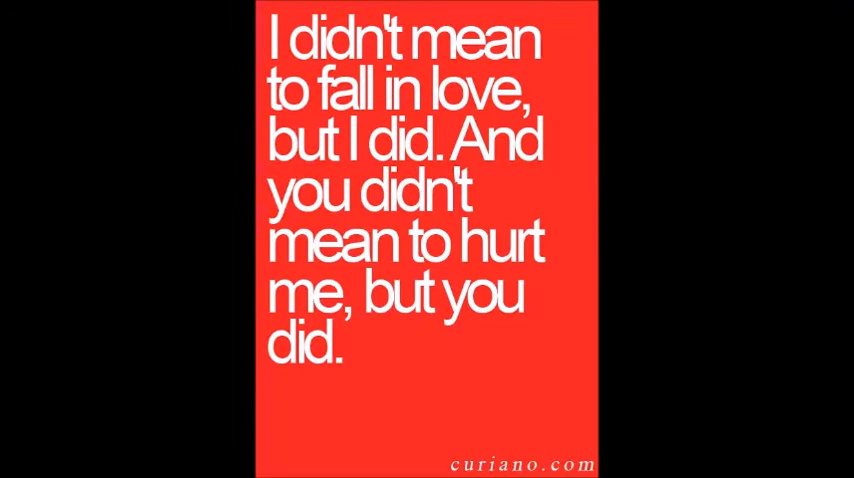 I didn't mean
to fall in love,
but I did. And
you didn't
mean to hurt
me, but you
did.
curiano.com